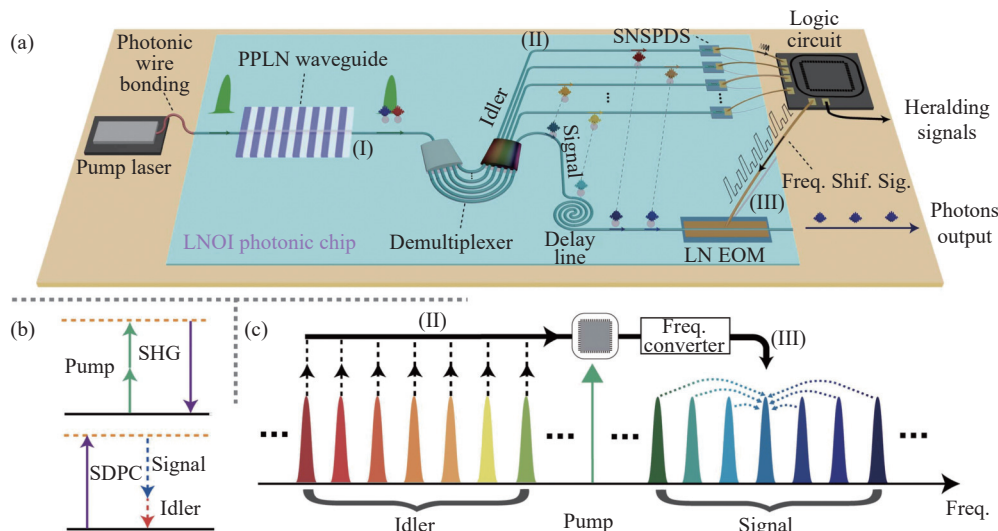 (a)
Photonic
wire
bonding
PPLN waveguide
(I)
Pump laser
LNOI photonic chip
Demultiplexer
Idler
Signal
(II)
SNSPDS
Logic
circuit
Heralding
signals
Freq. Shif. Sig.
(III)
Photons
output
Delay
line
LN EOM
(b)
Pump
SHG
SDPC
Signal
Idler
(c)
(II)
Freq.
converter
(III)
Idler
Pump
Signal
Freq.